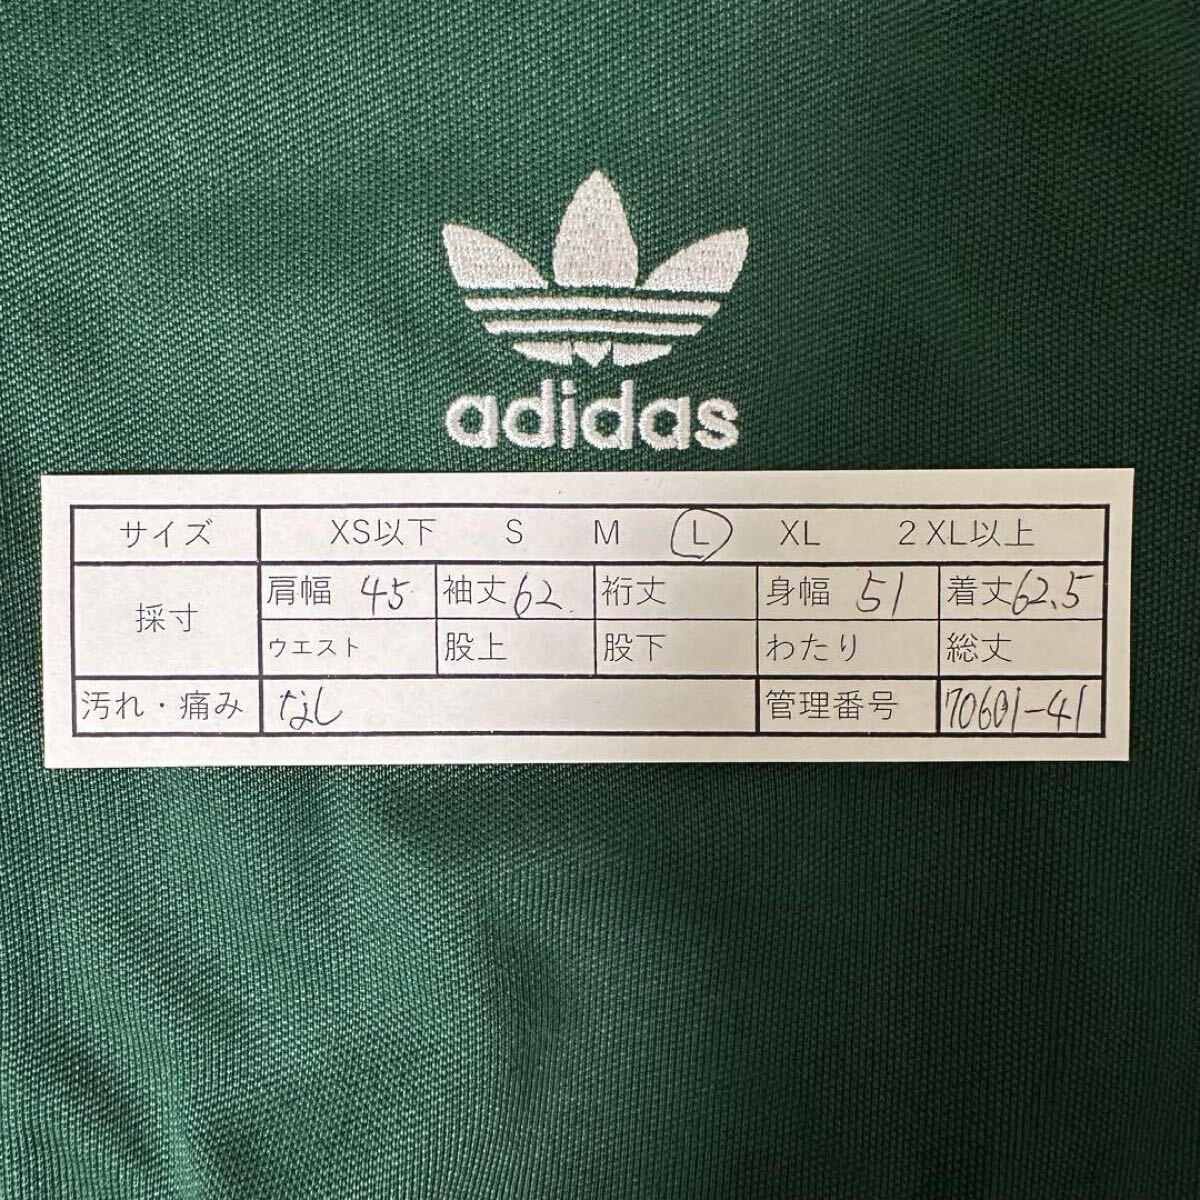 adidas
サイズ XS以下 S M L XL 2XL以上
採寸 肩幅 45 袖丈 62 裄丈 身幅 51 着丈 62.5
ウエスト 股上 股下 わたり 総丈
汚れ・痛み なし 管理番号 70601-41